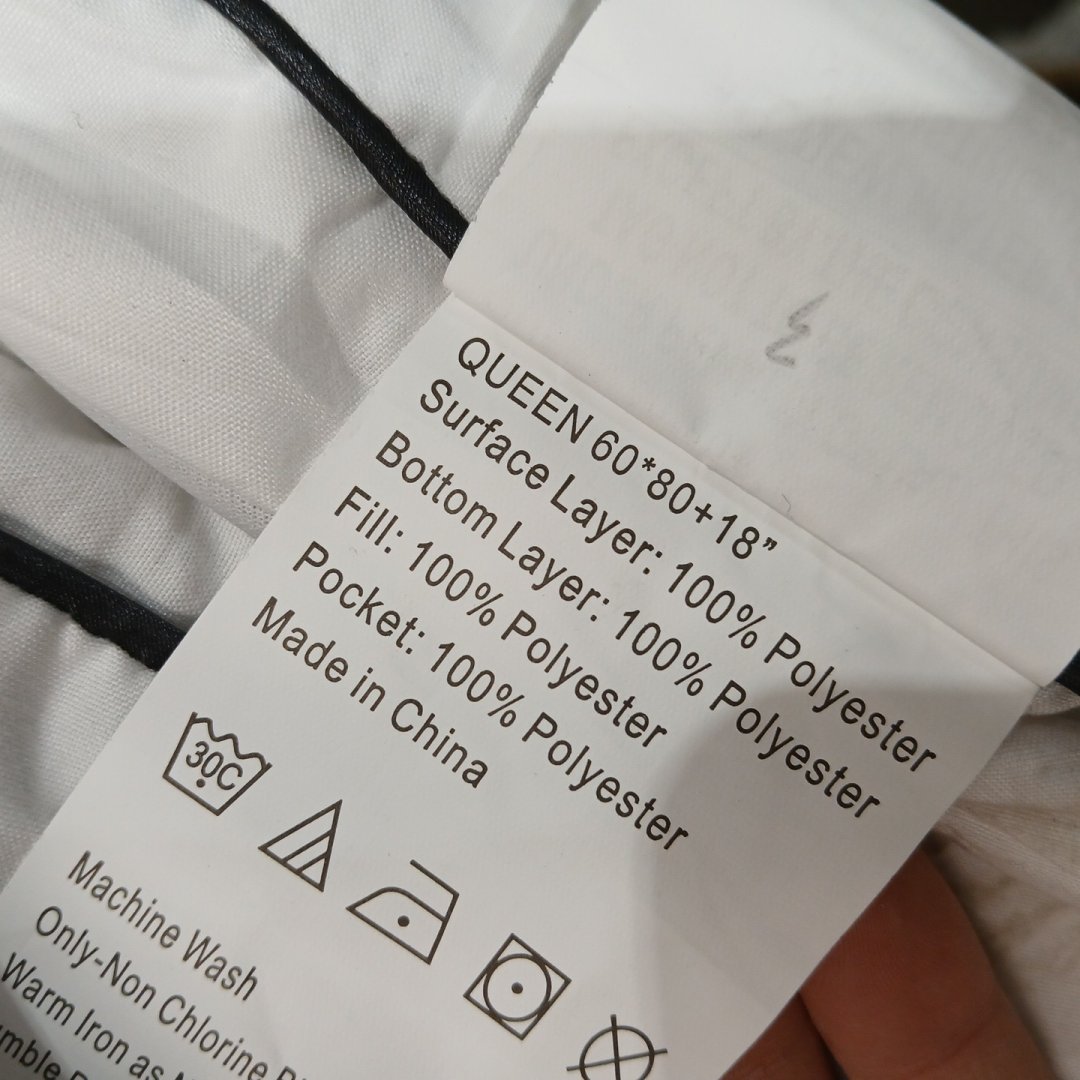 QUEEN 60*80+18”
Surface Layer: 100% Polyester
Bottom Layer: 100% Polyester
Fill: 100% Polyester
Pocket: 100% Polyester
Made in China
30C
Machine Wash
Only-Non Chlorine
Warm Iron as